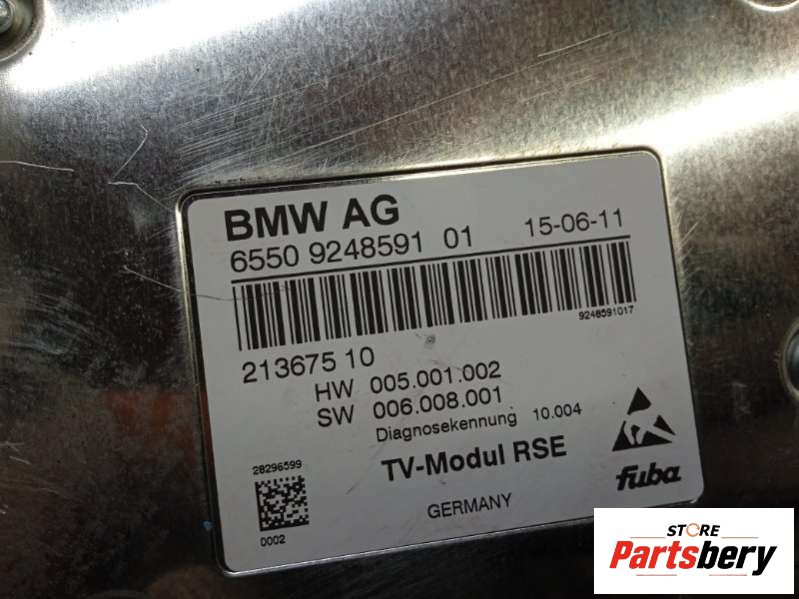 BMW AG
6550 9248591 01 15-06-11
9248591017
213675 10
HW 005.001.002
SW 006.008.001
Diagnosekennung 10.004
TV-Modul RSE
28296599
0002
GERMANY
fuba
STORE
Partsbery